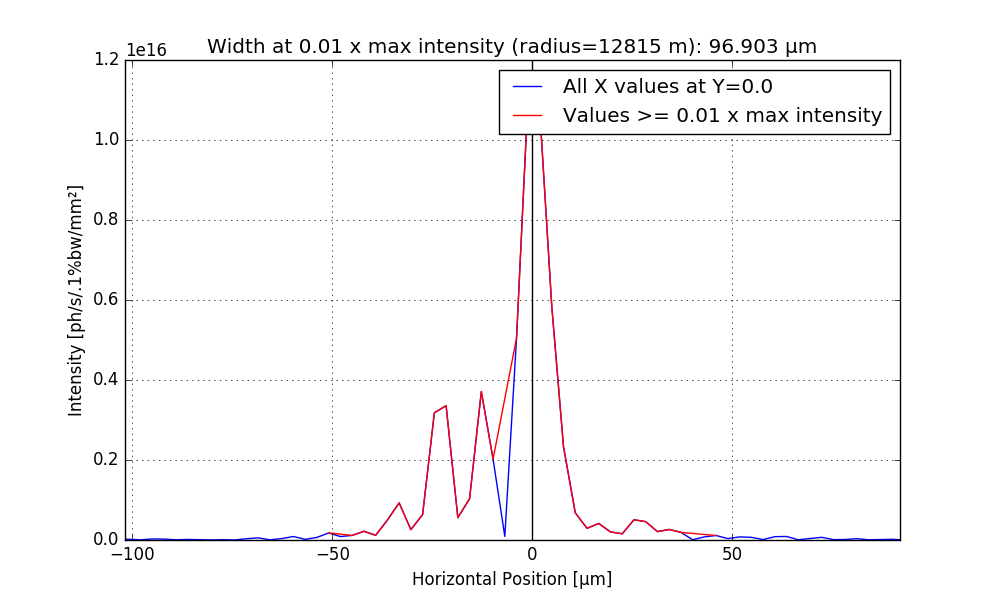 Width at 0.01 x max intensity (radius=12815 m): 96.903 μm
1e16
All X values at Y=0.0
Values >= 0.01 x max intensity
1.2
1.0
0.8
0.6
0.4
0.2
0.0
Intensity [ph/s/.1%bw/mm²]
−100
−50
0
50
Horizontal Position [μm]